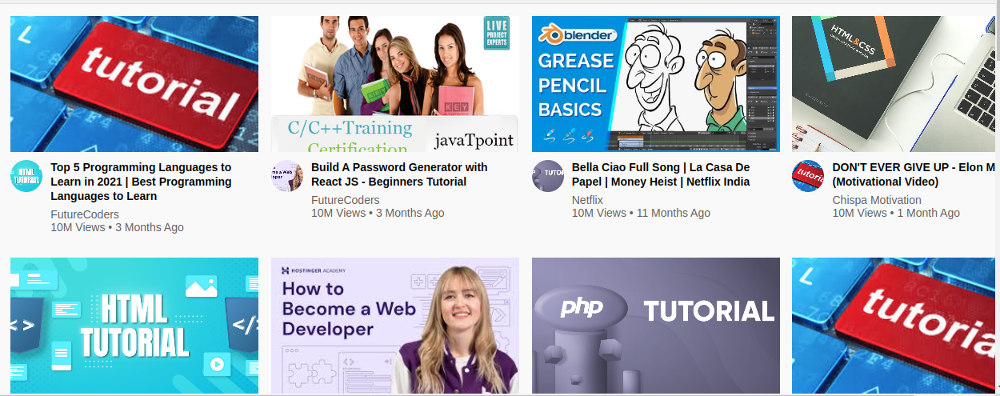 L
tutorial
LIVE
PROJECT
EXPERTS
KEY
C/C++Training
Certification
javaTpoint
blender
GREASE
PENCIL
BASICS
HTML&CSS
HTML
TUTORIAL
Top 5 Programming Languages to
Learn in 2021 | Best Programming
Languages to Learn
FutureCoders
10M Views • 3 Months Ago
Build A Password Generator with
React JS - Beginners Tutorial
FutureCoders
10M Views • 3 Months Ago
Bella Ciao Full Song | La Casa De
Papel | Money Heist | Netflix India
Netflix
10M Views • 11 Months Ago
DON'T EVER GIVE UP - Elon M
(Motivational Video)
Chispa Motivation
10M Views • 1 Month Ago
HTML
TUTORIAL
< >
</
HOSTINGER ACADEMY
How to
Become a Web
Developer
php TUTORIAL
L
tutoria